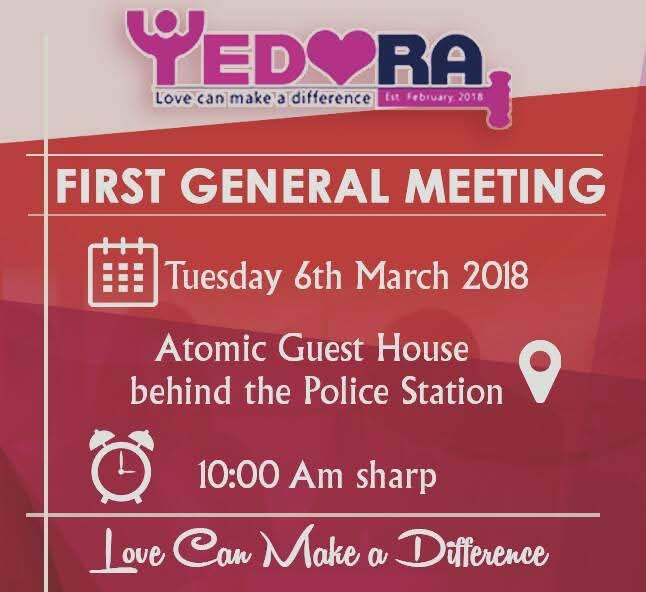 YEDORA
Love can make a difference Est. February, 2018
FIRST GENERAL MEETING
Tuesday 6th March 2018
Atomic Guest House
behind the Police Station
10:00 Am sharp
Love Can Make a Difference